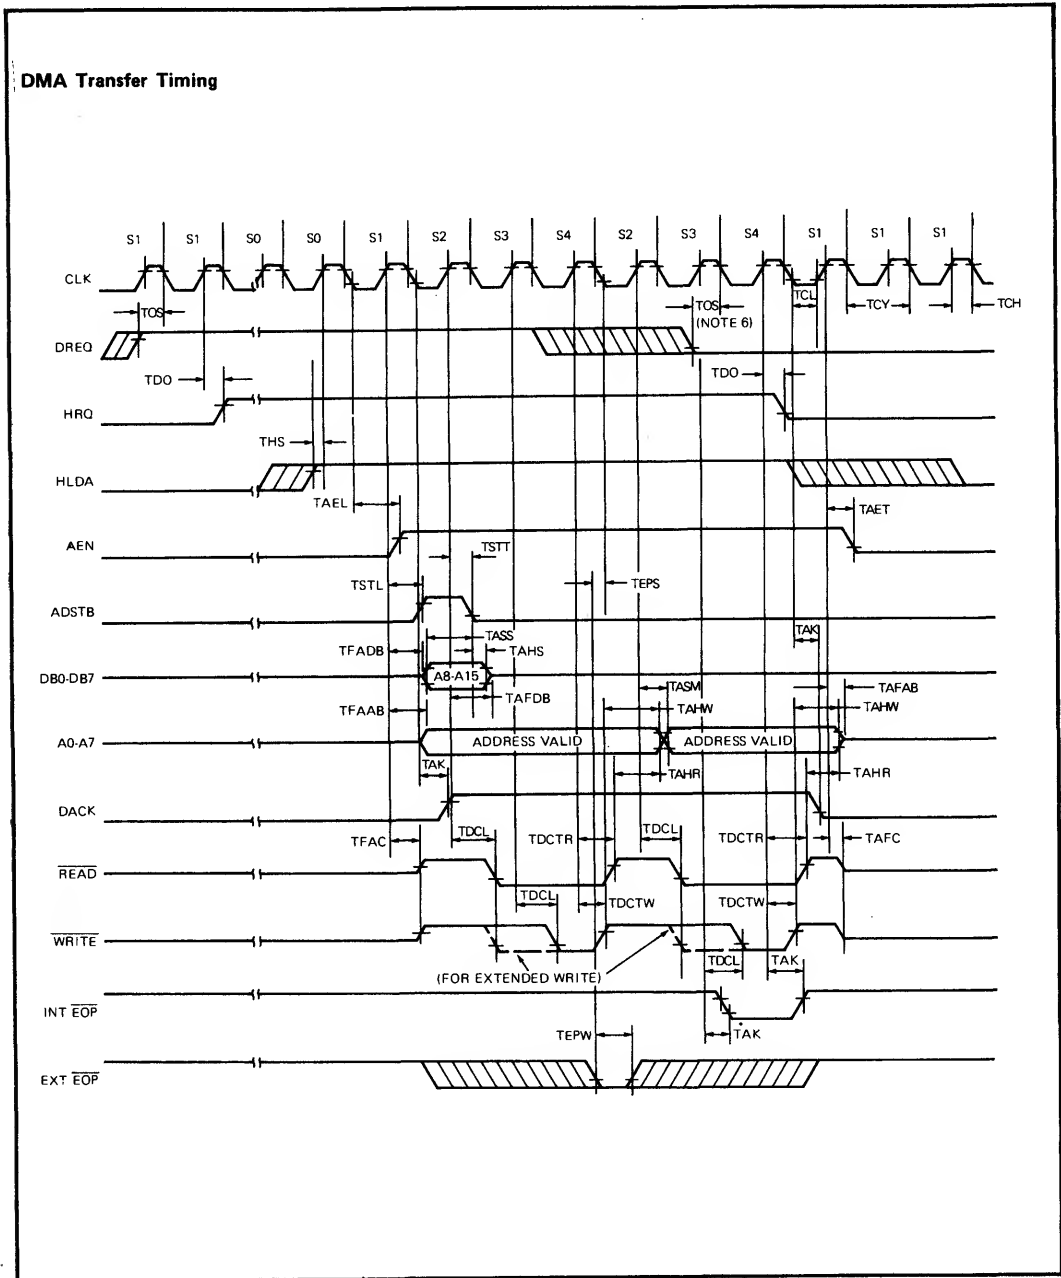 DMA Transfer Timing
S1 S1 S0 S0 S1 S2 S3 S4 S2 S3 S4 S1 S1 S1
CLK
TCL TCY TCH
TOS TOS
(NOTE 6)
DREQ
TDO TDO
HRQ
THS
HLDA
TAEL TAET
AEN
TSTT
TSTL TEPS
ADSTB
TASS TAK
TFADB TAHS
DB0-DB7 A8-A15 TASM TAFAB
TAFDB
TFAAB TAHW TAHW
A0-A7 ADDRESS VALID ADDRESS VALID
TAK TAHR TAHR
DACK
TFAC TDCL TDCTR TDCL TDCTR TAFC
READ
TDCL TDCTW TDCTW
WRITE
(FOR EXTENDED WRITE) TDCL TAK
INT EOP
TEPW TAK
EXT EOP